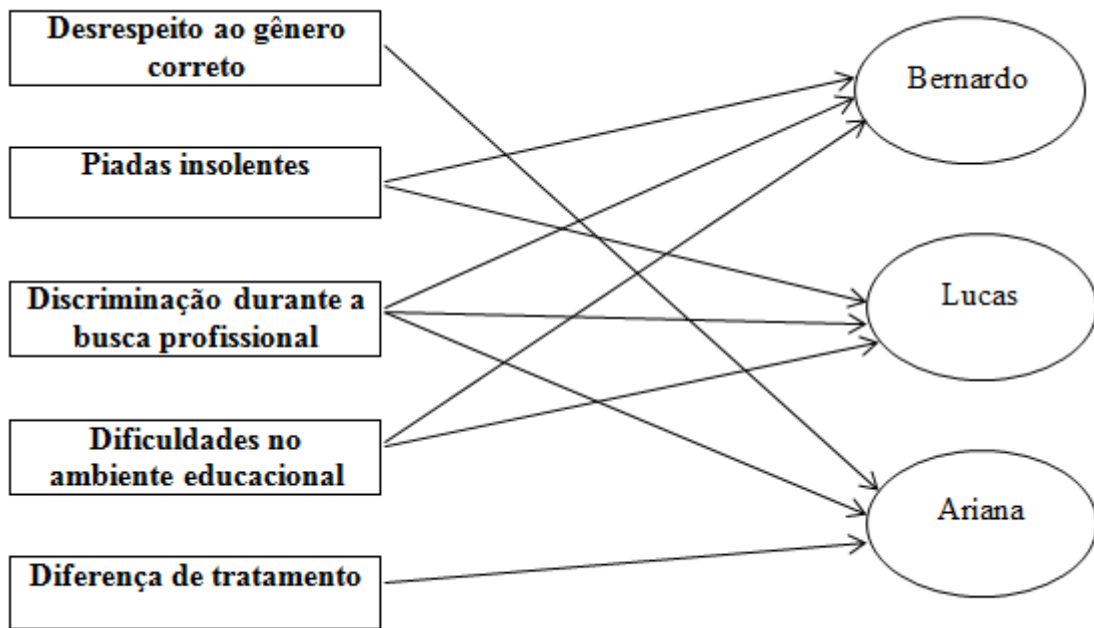 Desrespeito ao gênero
correto
Bernardo
Piadas insolentes
Discriminação durante a
busca profissional
Lucas
Dificuldades no
ambiente educacional
Ariana
Diferença de tratamento